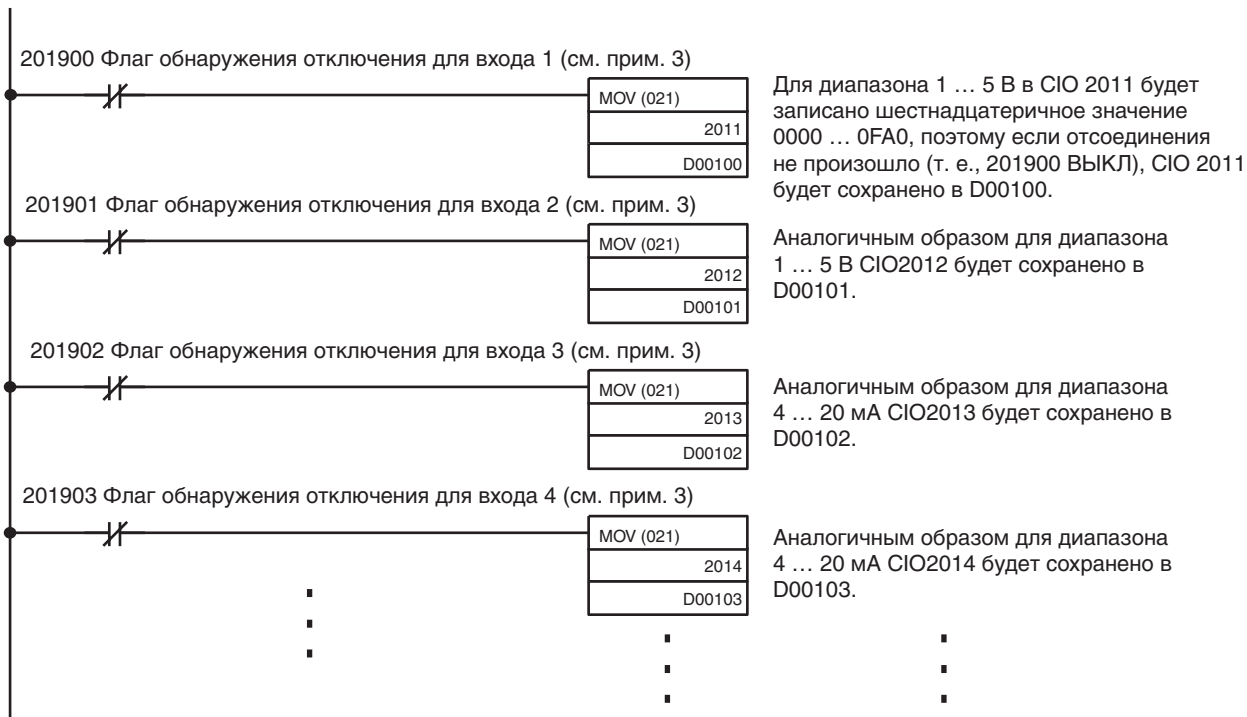 201900 Флаг обнаружения отключения для входа 1 (см. прим. 3)
MOV (021)
2011
D00100
Для диапазона 1 … 5 В в CIO 2011 будет
записано шестнадцатеричное значение
0000 … 0FA0, поэтому если отсоединения
не произошло (т. е., 201900 ВЫКЛ), CIO 2011
будет сохранено в D00100.
201901 Флаг обнаружения отключения для входа 2 (см. прим. 3)
MOV (021)
2012
D00101
Аналогичным образом для диапазона
1 … 5 В CIO2012 будет сохранено в
D00101.
201902 Флаг обнаружения отключения для входа 3 (см. прим. 3)
MOV (021)
2013
D00102
Аналогичным образом для диапазона
4 … 20 мА CIO2013 будет сохранено в
D00102.
201903 Флаг обнаружения отключения для входа 4 (см. прим. 3)
MOV (021)
2014
D00103
Аналогичным образом для диапазона
4 … 20 мА CIO2014 будет сохранено в
D00103.